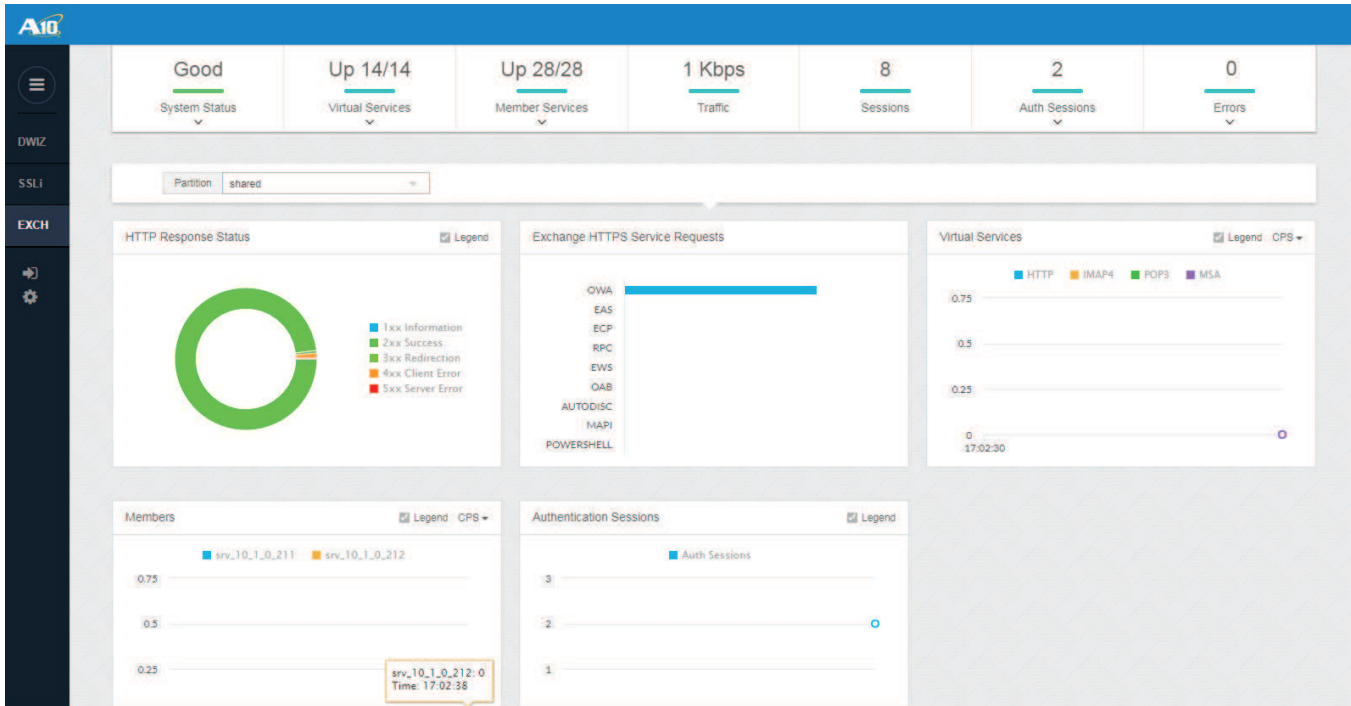 A10
Good Up 14/14 Up 28/28 1 Kbps 8 2 0
System Status Virtual Services Member Services Traffic Sessions Auth Sessions Errors
DWIZ
SSLi
EXCH
Partition shared
HTTP Response Status Legend
1xx Information
2xx Success
3xx Redirection
4xx Client Error
5xx Server Error
Exchange HTTPS Service Requests
OWA
EAS
ECP
RPC
EWS
OAB
AUTODISC
MAPI
POWERSHELL
Virtual Services Legend CPS
HTTP IMAP4 POP3 MSA
0.75
0.5
0.25
0
17:02:30
Members Legend CPS
srv_10_1_0_211 srv_10_1_0_212
0.75
0.5
0.25
srv_10_1_0_212: 0
Time: 17:02:38
Authentication Sessions Legend
Auth Sessions
3
2
1